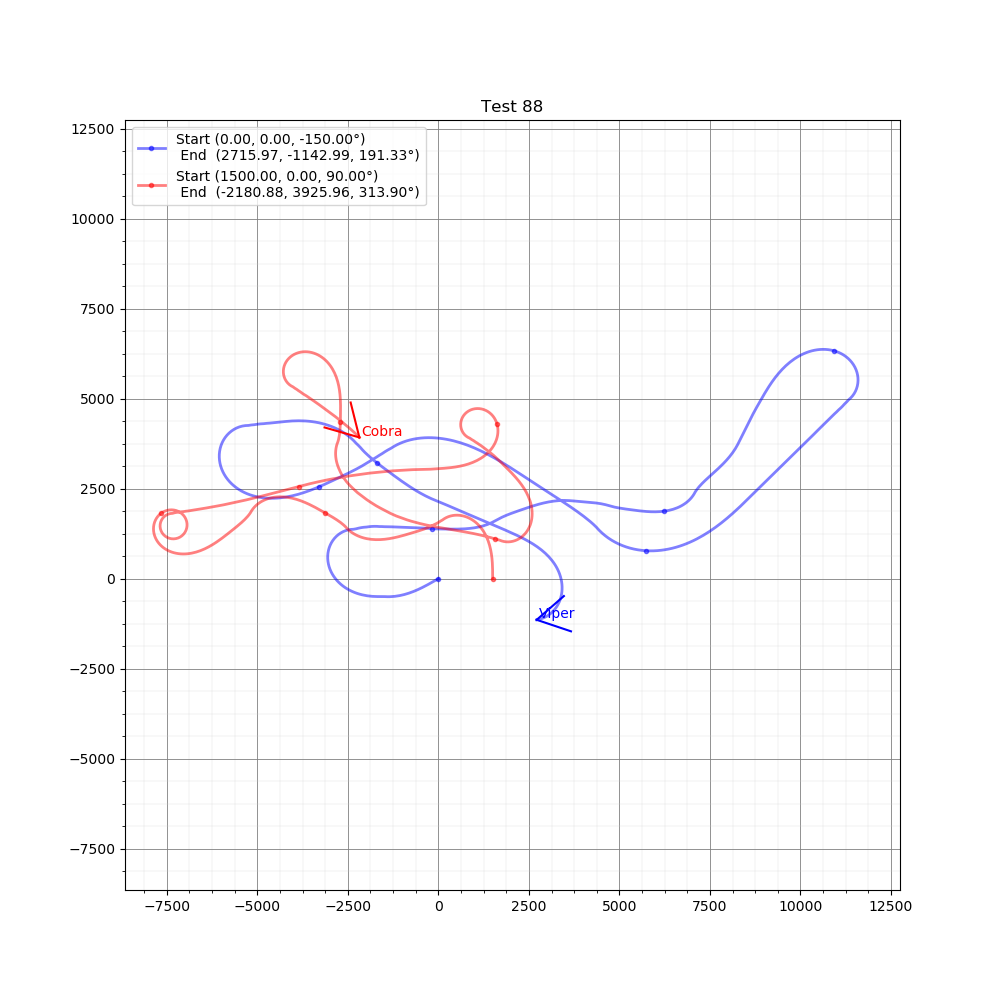 Test 88
Start (0.00, 0.00, -150.00°)
End  (2715.97, -1142.99, 191.33°)
Start (1500.00, 0.00, 90.00°)
End  (-2180.88, 3925.96, 313.90°)
12500
10000
7500
5000
2500
0
−2500
−5000
−7500
Cobra
Viper
−7500 −5000 −2500 0 2500 5000 7500 10000 12500